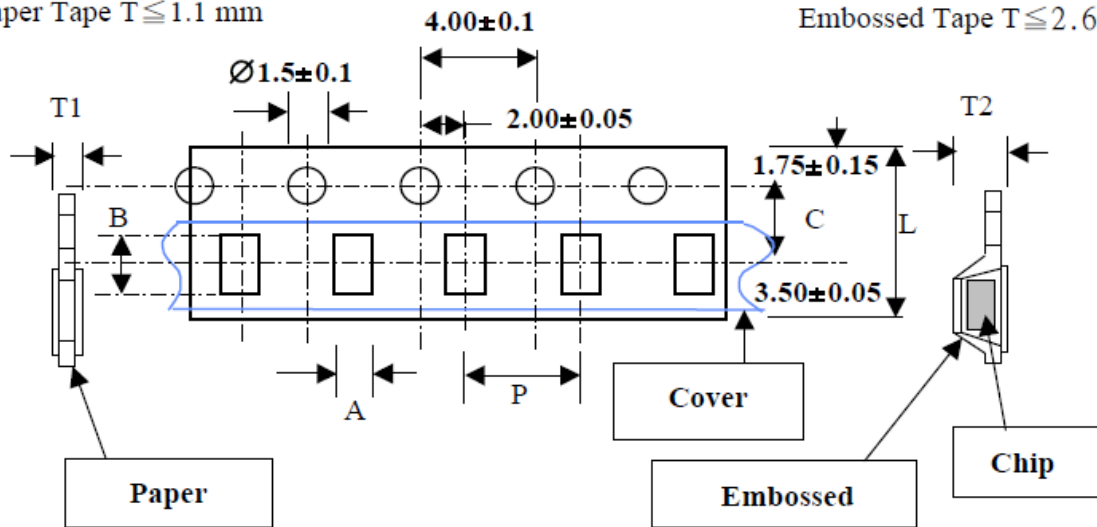 Tape T≦1.1 mm
Embossed Tape T≦2.6
4.00±0.1
Ø1.5±0.1
T1
2.00±0.05
T2
1.75±0.15
B
C
L
3.50±0.05
A
P
Cover
Paper
Embossed
Chip